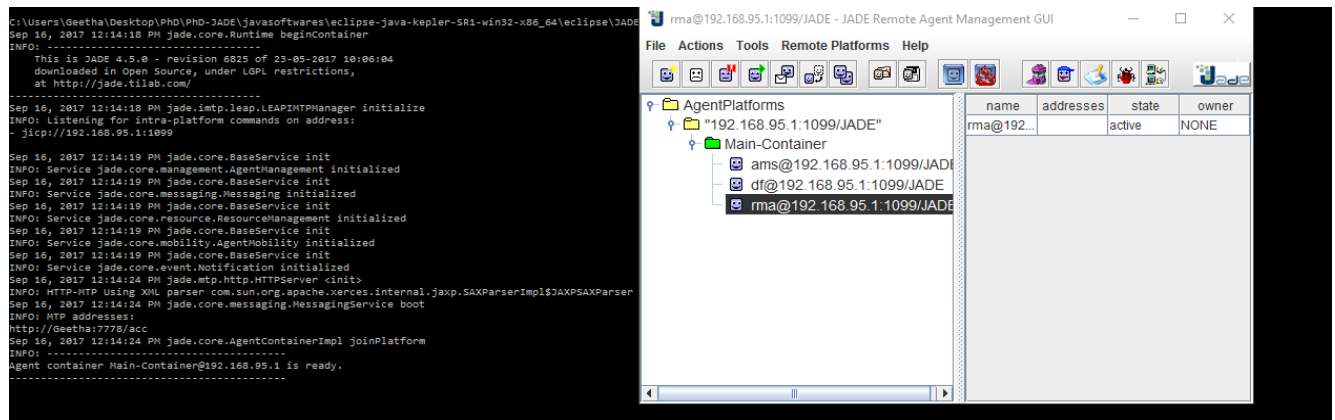 C:\Users\Geetha\Desktop\PhD\PhD-JADE\javasoftwares\eclipse-java-kepler-SR1-win32-x86_64\eclipse\JADE
Sep 16, 2017 12:14:18 PM jade.core.Runtime beginContainer
INFO: ----------------------------------
This is JADE 4.5.0 - revision 6825 of 23-05-2017 10:06:04
downloaded in Open Source, under LGPL restrictions,
at http://jade.tilab.com/
----------------------------------------
Sep 16, 2017 12:14:18 PM jade.imtp.leap.LEAPIMTPManager initialize
INFO: Listening for intra-platform commands on address:
- jicp://192.168.95.1:1099
Sep 16, 2017 12:14:19 PM jade.core.BaseService init
INFO: Service jade.core.management.AgentManagement initialized
Sep 16, 2017 12:14:19 PM jade.core.BaseService init
INFO: Service jade.core.messaging.Messaging initialized
Sep 16, 2017 12:14:19 PM jade.core.BaseService init
INFO: Service jade.core.resource.ResourceManagement initialized
Sep 16, 2017 12:14:19 PM jade.core.BaseService init
INFO: Service jade.core.mobility.AgentMobility initialized
Sep 16, 2017 12:14:19 PM jade.core.BaseService init
INFO: Service jade.core.event.Notification initialized
Sep 16, 2017 12:14:24 PM jade.mtp.http.HTTPServer <init>
INFO: HTTP-MTP Using XML parser com.sun.org.apache.xerces.internal.jaxp.SAXParserImpl$JAXPSAXParser
Sep 16, 2017 12:14:24 PM jade.core.messaging.MessagingService boot
INFO: MTP addresses:
http://Geetha:7778/acc
Sep 16, 2017 12:14:24 PM jade.core.AgentContainerImpl joinPlatform
INFO: --------------------------------------
Agent container Main-Container@192.168.95.1 is ready.
--------------------------------------------
rma@192.168.95.1:1099/JADE - JADE Remote Agent Management GUI
File Actions Tools Remote Platforms Help
Jade
AgentPlatforms
"192.168.95.1:1099/JADE"
Main-Container
ams@192.168.95.1:1099/JADE
df@192.168.95.1:1099/JADE
rma@192.168.95.1:1099/JADE
name addresses state owner
rma@192... active NONE